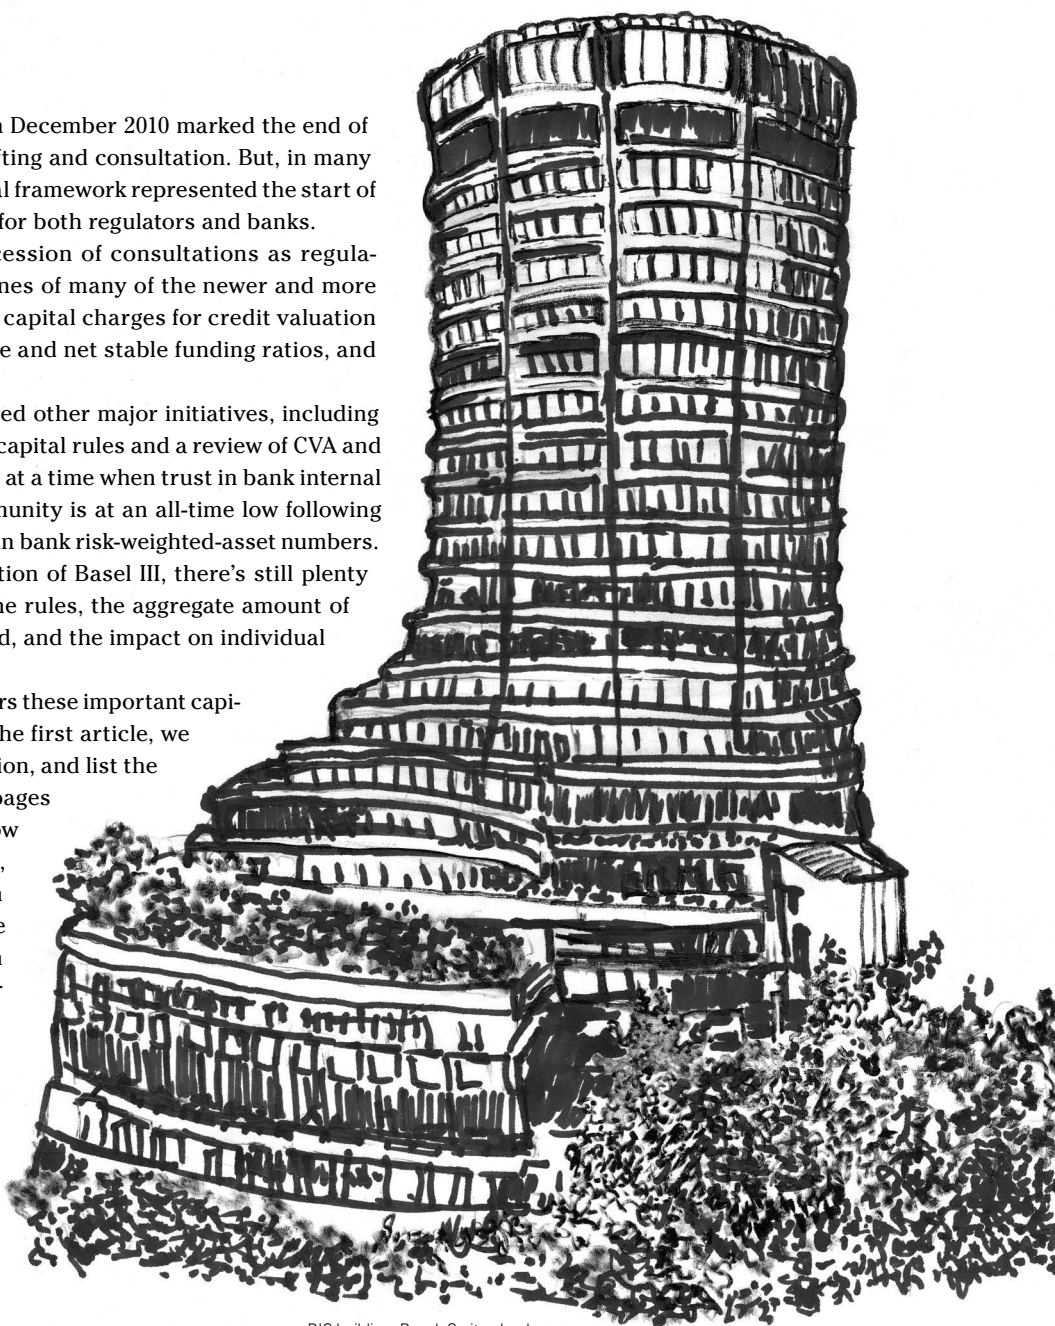 December 2010 marked the end of
fting and consultation. But, in many
al framework represented the start of
for both regulators and banks.
cession of consultations as regula-
nes of many of the newer and more
capital charges for credit valuation
e and net stable funding ratios, and
ed other major initiatives, including
capital rules and a review of CVA and
at a time when trust in bank internal
munity is at an all-time low following
in bank risk-weighted-asset numbers.
tion of Basel III, there's still plenty
he rules, the aggregate amount of
d, and the impact on individual
rs these important capi-
he first article, we
ion, and list the
pages
ow
,
e
-